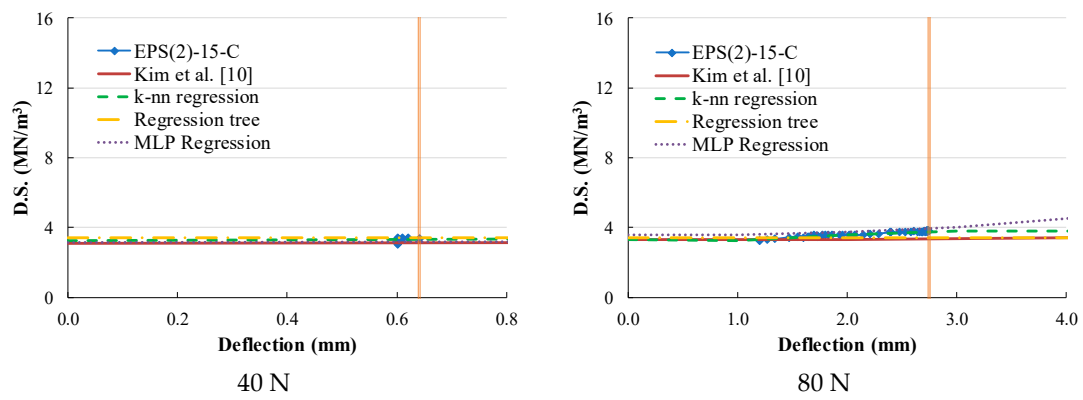 16
12
8
4
0
D.S. (MN/m³)
EPS(2)-15-C
Kim et al. [10]
k-nn regression
Regression tree
MLP Regression
0.0 0.2 0.4 0.6 0.8
Deflection (mm)
40 N
16
12
8
4
0
D.S. (MN/m³)
EPS(2)-15-C
Kim et al. [10]
k-nn regression
Regression tree
MLP Regression
0.0 1.0 2.0 3.0 4.0
Deflection (mm)
80 N